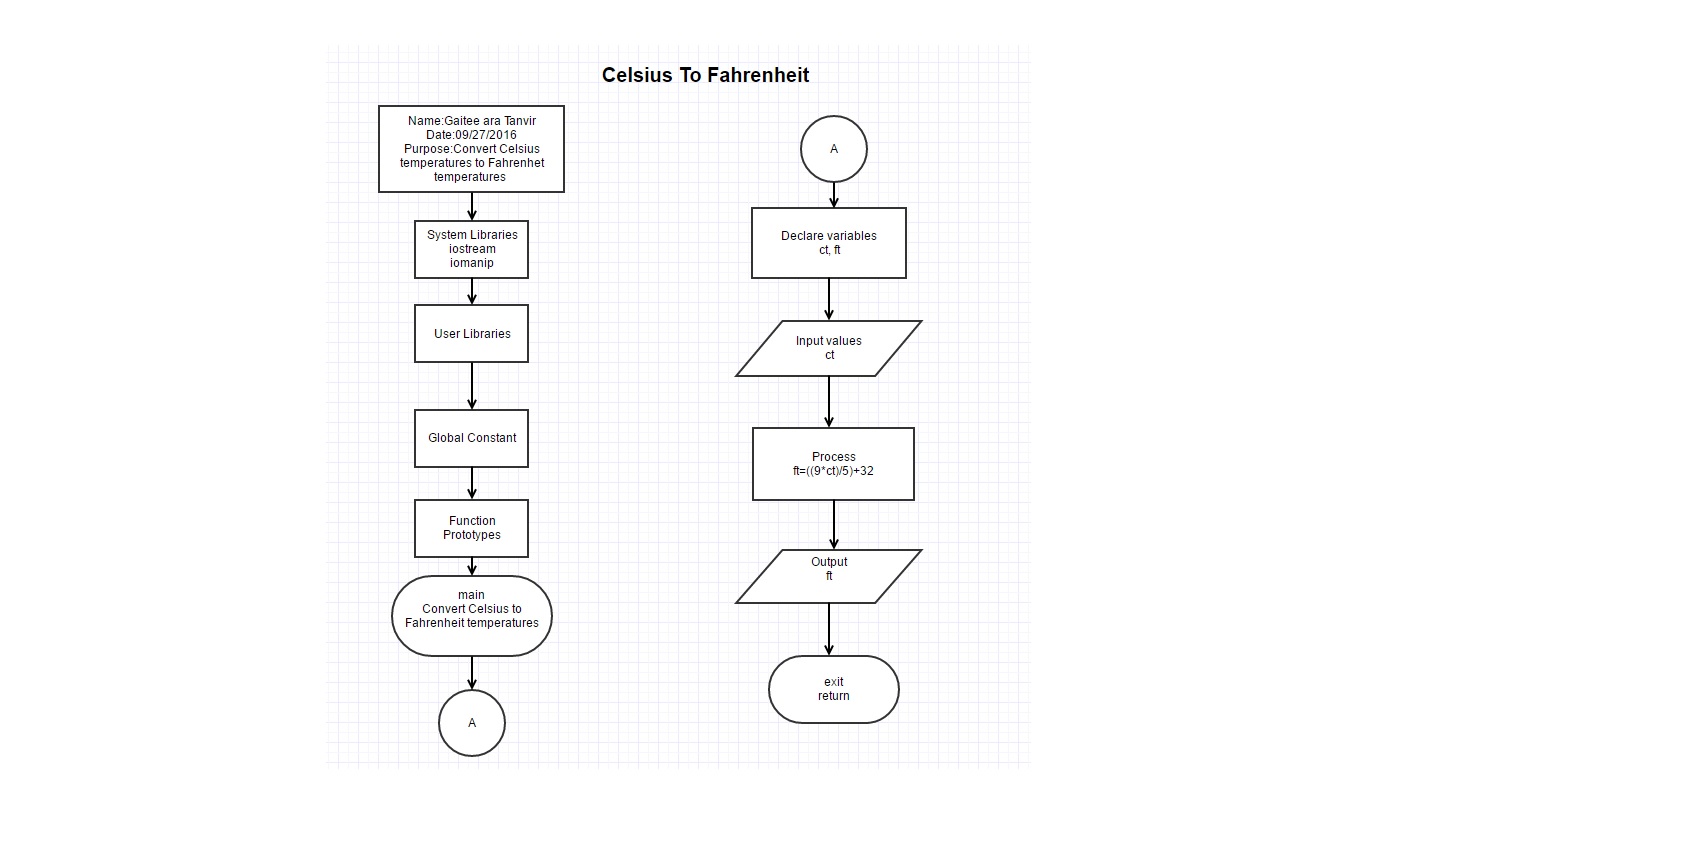 Celsius To Fahrenheit
Name:Gaitee ara Tanvir
Date:09/27/2016
Purpose:Convert Celsius
temperatures to Fahrenhet
temperatures
System Libraries
iostream
iomanip
User Libraries
Global Constant
Function
Prototypes
main
Convert Celsius to
Fahrenheit temperatures
A
A
Declare variables
ct, ft
Input values
ct
Process
ft=((9*ct)/5)+32
Output
ft
exit
return